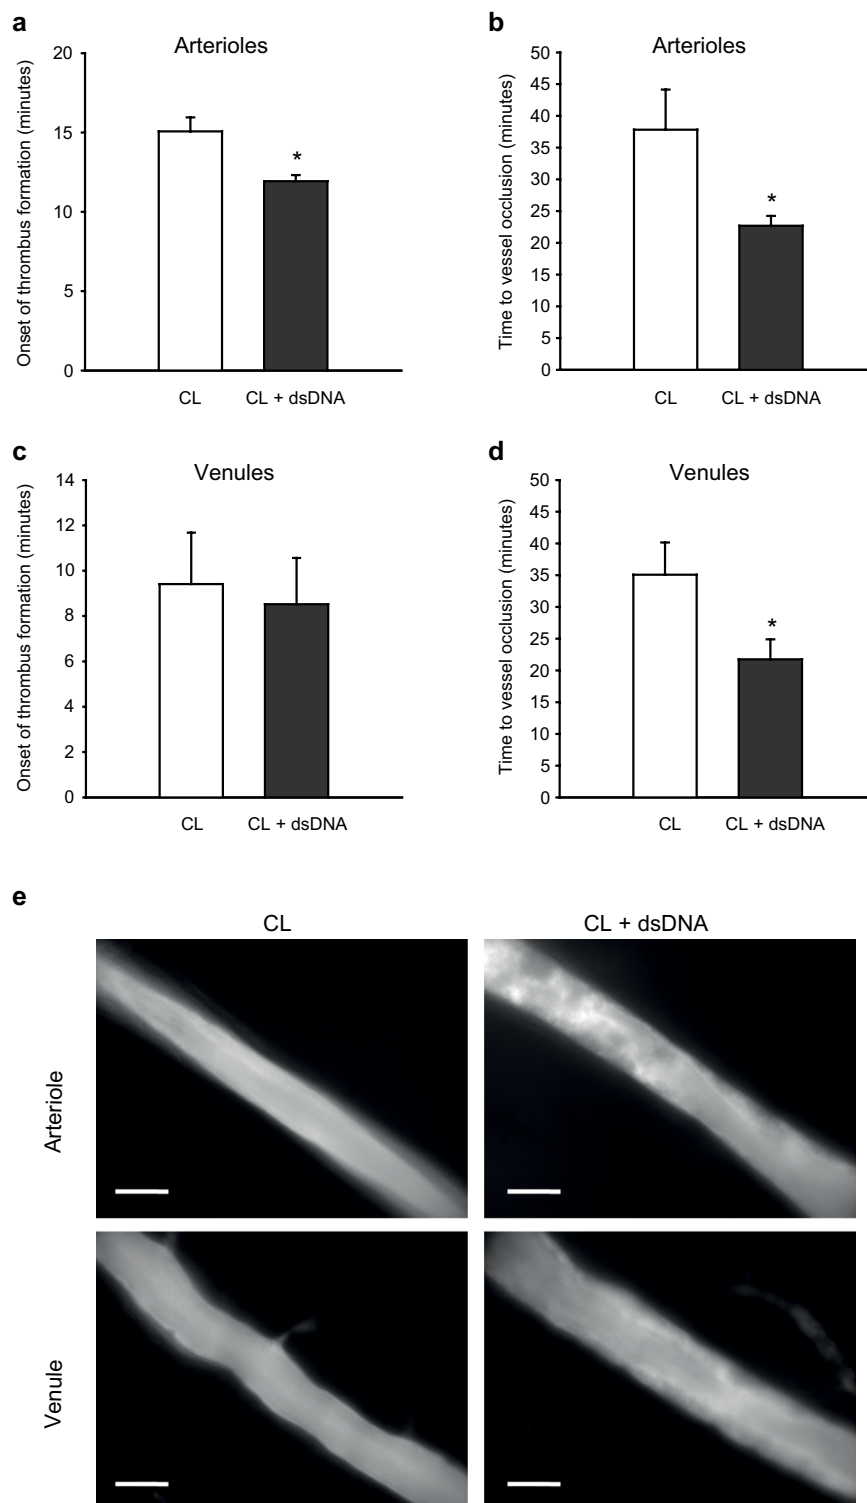 a
Arterioles
Onset of thrombus formation (minutes)
20
15
10
5
0
*
CL
CL + dsDNA
b
Arterioles
Time to vessel occlusion (minutes)
50
45
40
35
30
25
20
15
10
5
0
*
CL
CL + dsDNA
c
Venules
Onset of thrombus formation (minutes)
14
12
10
8
6
4
2
0
CL
CL + dsDNA
d
Venules
Time to vessel occlusion (minutes)
50
45
40
35
30
25
20
15
10
5
0
*
CL
CL + dsDNA
e
CL
CL + dsDNA
Arteriole
Venule